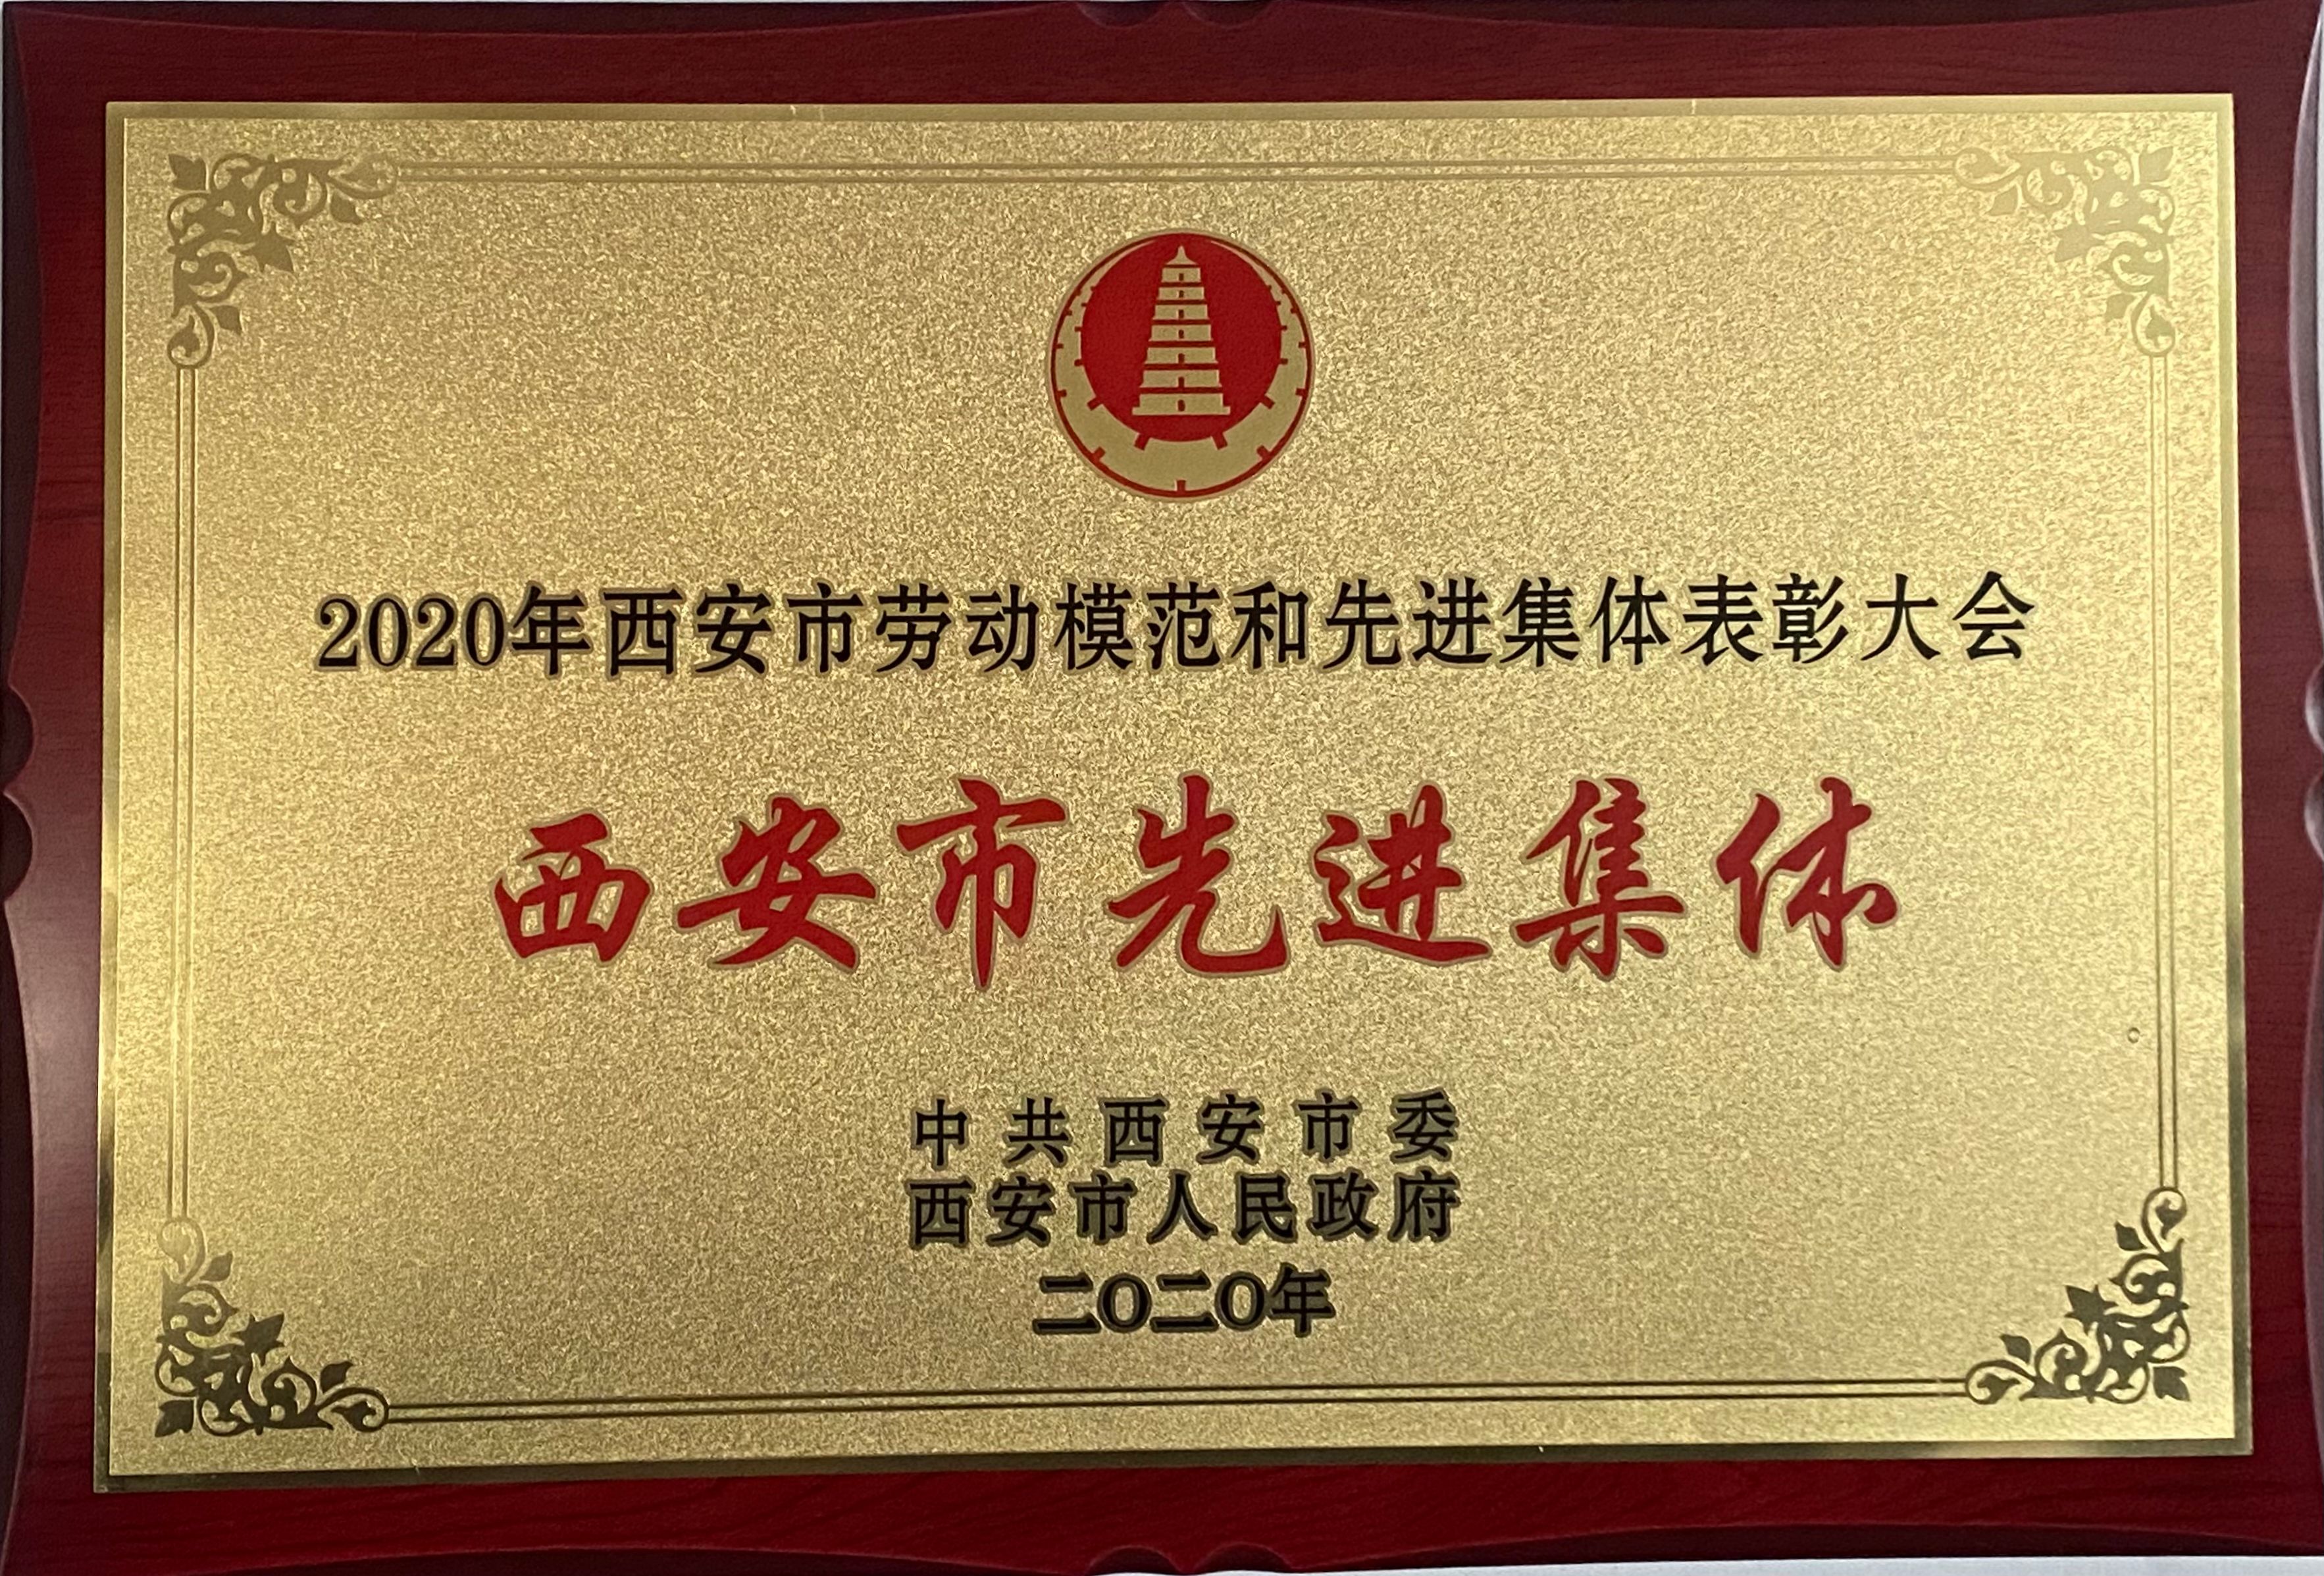 2020年西安市劳动模范和先进集体表彰大会
西安市先进集体
中共西安市委
西安市人民政府
二〇二〇年